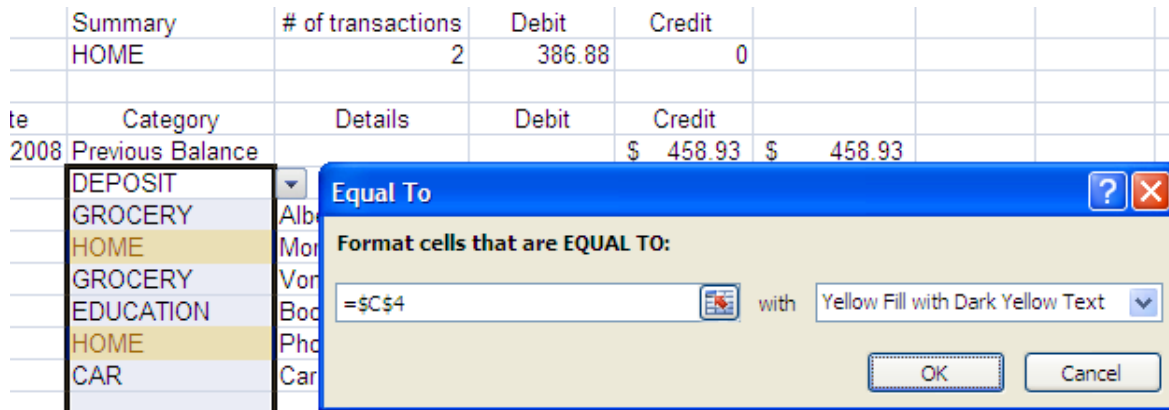 Summary # of transactions Debit Credit
HOME 2 386.88 0
te Category Details Debit Credit
2008 Previous Balance $ 458.93 $ 458.93
DEPOSIT
GROCERY Albe
HOME Mor
GROCERY Von
EDUCATION Boo
HOME Pho
CAR Car
Equal To
Format cells that are EQUAL TO:
=$C$4 with Yellow Fill with Dark Yellow Text
OK Cancel